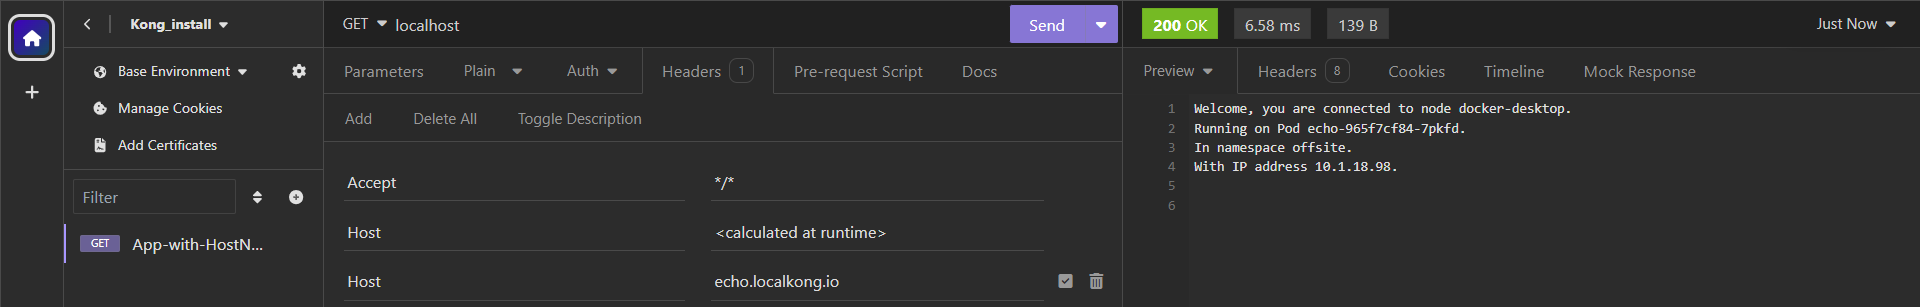 Kong_install
GET localhost
Send
200 OK 6.58 ms 139 B
Just Now
Base Environment
Manage Cookies
Add Certificates
Parameters Plain Auth Headers 1 Pre-request Script Docs
Preview Headers 8 Cookies Timeline Mock Response
Add Delete All Toggle Description
Filter
GET App-with-HostN...
Accept */*
Host <calculated at runtime>
Host echo.localkong.io
1 Welcome, you are connected to node docker-desktop.
2 Running on Pod echo-965f7cf84-7pkfd.
3 In namespace offsite.
4 With IP address 10.1.18.98.
5
6